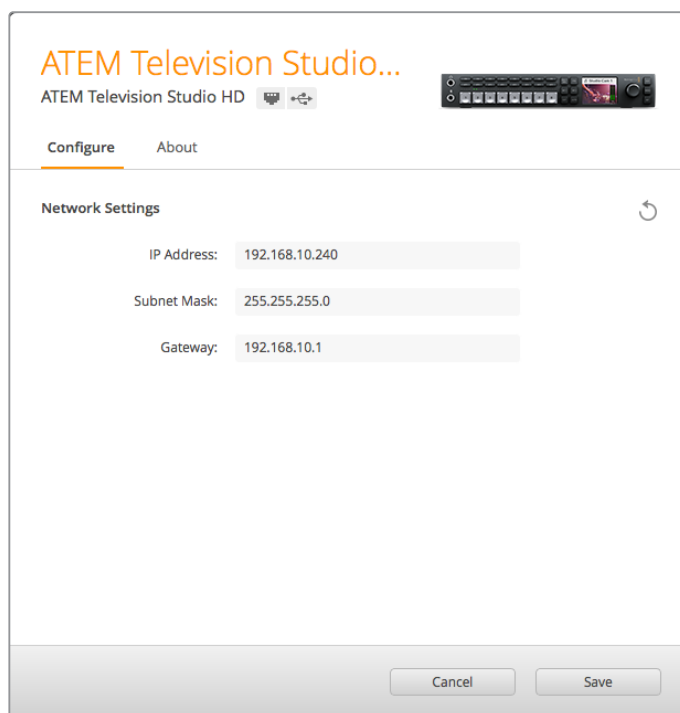 ATEM Television Studio...
ATEM Television Studio HD
Configure About
Network Settings
IP Address: 192.168.10.240
Subnet Mask: 255.255.255.0
Gateway: 192.168.10.1
Cancel Save